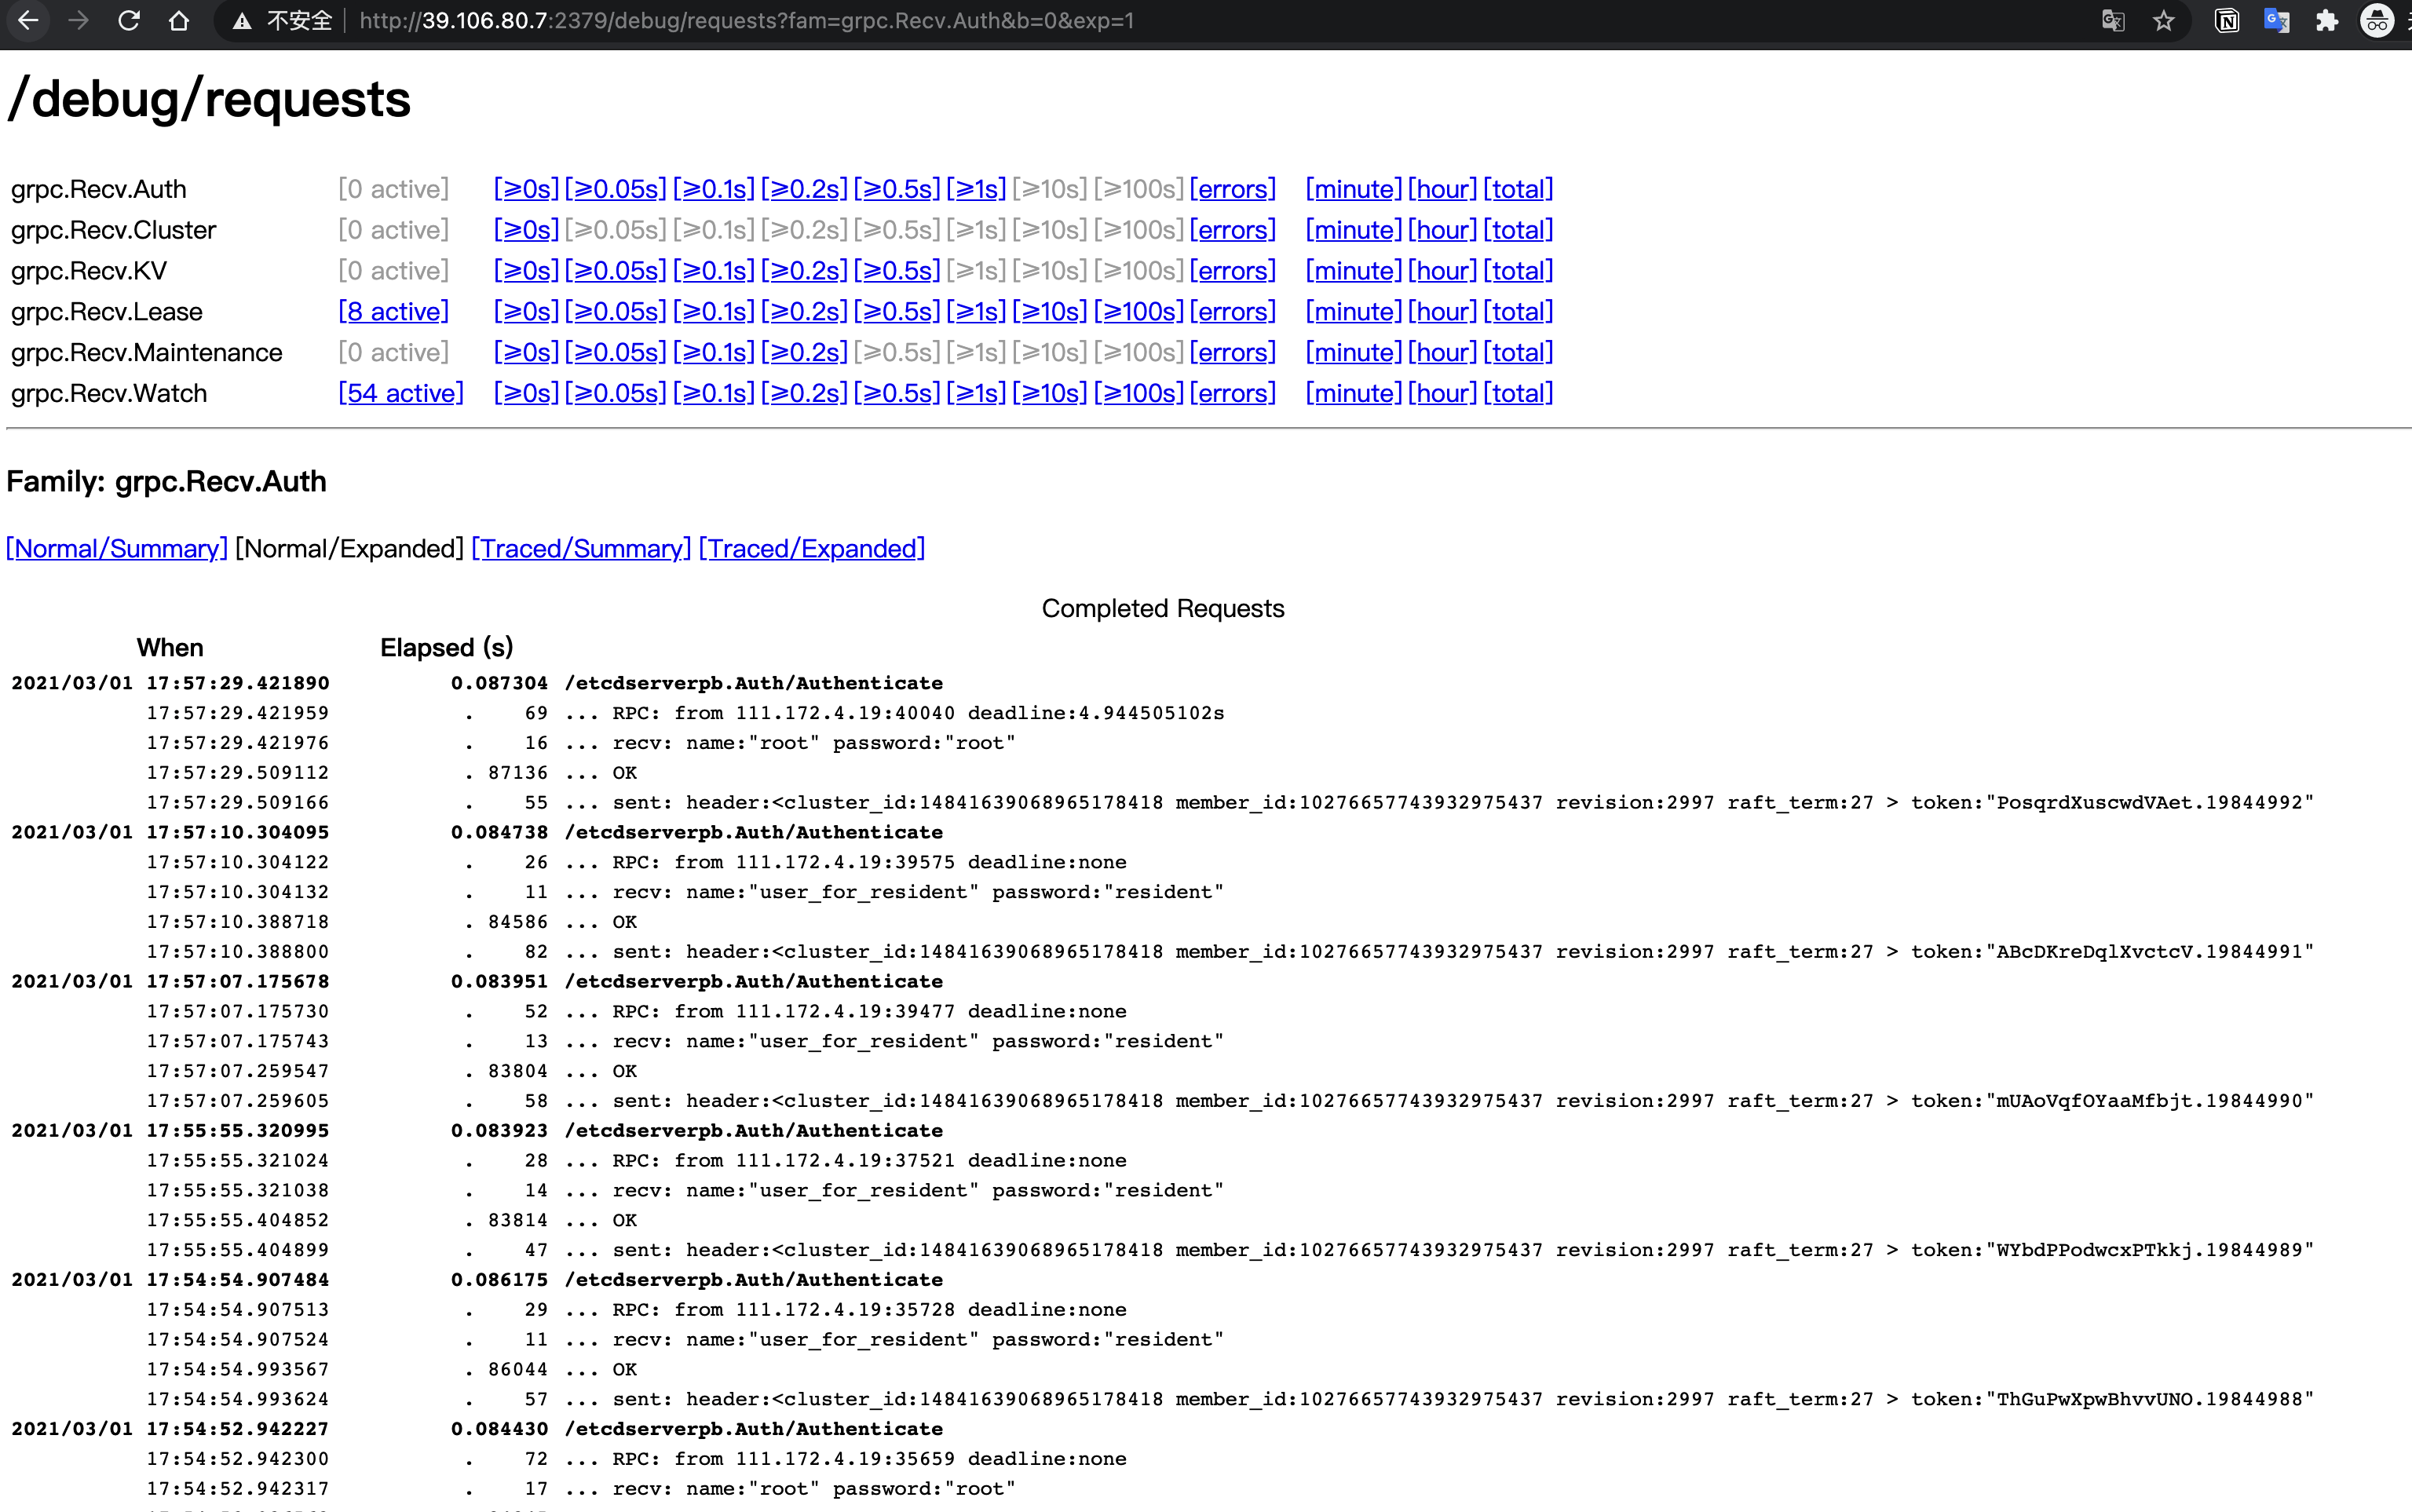 不安全 http://39.106.80.7:2379/debug/requests?fam=grpc.Recv.Auth&b=0&exp=1
/debug/requests
grpc.Recv.Auth [0 active] [≥0s] [≥0.05s] [≥0.1s] [≥0.2s] [≥0.5s] [≥1s] [≥10s] [≥100s] [errors] [minute] [hour] [total]
grpc.Recv.Cluster [0 active] [≥0s] [≥0.05s] [≥0.1s] [≥0.2s] [≥0.5s] [≥1s] [≥10s] [≥100s] [errors] [minute] [hour] [total]
grpc.Recv.KV [0 active] [≥0s] [≥0.05s] [≥0.1s] [≥0.2s] [≥0.5s] [≥1s] [≥10s] [≥100s] [errors] [minute] [hour] [total]
grpc.Recv.Lease [8 active] [≥0s] [≥0.05s] [≥0.1s] [≥0.2s] [≥0.5s] [≥1s] [≥10s] [≥100s] [errors] [minute] [hour] [total]
grpc.Recv.Maintenance [0 active] [≥0s] [≥0.05s] [≥0.1s] [≥0.2s] [≥0.5s] [≥1s] [≥10s] [≥100s] [errors] [minute] [hour] [total]
grpc.Recv.Watch [54 active] [≥0s] [≥0.05s] [≥0.1s] [≥0.2s] [≥0.5s] [≥1s] [≥10s] [≥100s] [errors] [minute] [hour] [total]
Family: grpc.Recv.Auth
[Normal/Summary] [Normal/Expanded] [Traced/Summary] [Traced/Expanded]
Completed Requests
When Elapsed (s)
2021/03/01 17:57:29.421890 0.087304 /etcdserverpb.Auth/Authenticate
17:57:29.421959 . 69 ... RPC: from 111.172.4.19:40040 deadline:4.944505102s
17:57:29.421976 . 16 ... recv: name:"root" password:"root"
17:57:29.509112 . 87136 ... OK
17:57:29.509166 . 55 ... sent: header:<cluster_id:14841639068965178418 member_id:10276657743932975437 revision:2997 raft_term:27 > token:"PosqrdXuscwdVAet.19844992"
2021/03/01 17:57:10.304095 0.084738 /etcdserverpb.Auth/Authenticate
17:57:10.304122 . 26 ... RPC: from 111.172.4.19:39575 deadline:none
17:57:10.304132 . 11 ... recv: name:"user_for_resident" password:"resident"
17:57:10.388718 . 84586 ... OK
17:57:10.388800 . 82 ... sent: header:<cluster_id:14841639068965178418 member_id:10276657743932975437 revision:2997 raft_term:27 > token:"ABcDKreDqlXvctcV.19844991"
2021/03/01 17:57:07.175678 0.083951 /etcdserverpb.Auth/Authenticate
17:57:07.175730 . 52 ... RPC: from 111.172.4.19:39477 deadline:none
17:57:07.175743 . 13 ... recv: name:"user_for_resident" password:"resident"
17:57:07.259547 . 83804 ... OK
17:57:07.259605 . 58 ... sent: header:<cluster_id:14841639068965178418 member_id:10276657743932975437 revision:2997 raft_term:27 > token:"mUAoVqfOYaaMfbjt.19844990"
2021/03/01 17:55:55.320995 0.083923 /etcdserverpb.Auth/Authenticate
17:55:55.321024 . 28 ... RPC: from 111.172.4.19:37521 deadline:none
17:55:55.321038 . 14 ... recv: name:"user_for_resident" password:"resident"
17:55:55.404852 . 83814 ... OK
17:55:55.404899 . 47 ... sent: header:<cluster_id:14841639068965178418 member_id:10276657743932975437 revision:2997 raft_term:27 > token:"WYbdPPodwcxPTkkj.19844989"
2021/03/01 17:54:54.907484 0.086175 /etcdserverpb.Auth/Authenticate
17:54:54.907513 . 29 ... RPC: from 111.172.4.19:35728 deadline:none
17:54:54.907524 . 11 ... recv: name:"user_for_resident" password:"resident"
17:54:54.993567 . 86044 ... OK
17:54:54.993624 . 57 ... sent: header:<cluster_id:14841639068965178418 member_id:10276657743932975437 revision:2997 raft_term:27 > token:"ThGuPwXpwBhvvUNO.19844988"
2021/03/01 17:54:52.942227 0.084430 /etcdserverpb.Auth/Authenticate
17:54:52.942300 . 72 ... RPC: from 111.172.4.19:35659 deadline:none
17:54:52.942317 . 17 ... recv: name:"root" password:"root"